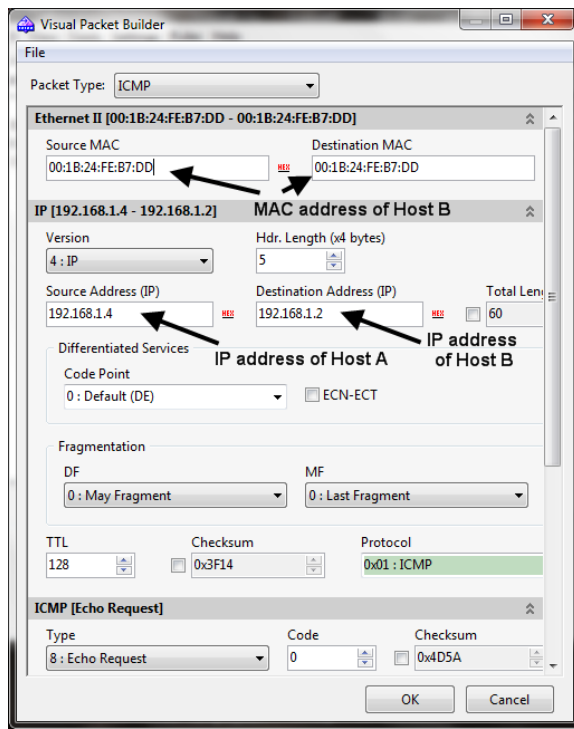 Visual Packet Builder
File
Packet Type: ICMP
Ethernet II [00:1B:24:FE:B7:DD - 00:1B:24:FE:B7:DD]
Source MAC Destination MAC
00:1B:24:FE:B7:DD HEX 00:1B:24:FE:B7:DD
MAC address of Host B
IP [192.168.1.4 - 192.168.1.2]
Version Hdr. Length (x4 bytes)
4 : IP 5
Source Address (IP) Destination Address (IP) Total Len
192.168.1.4 HEX 192.168.1.2 HEX 60
IP address of Host A
IP address
of Host B
Differentiated Services
Code Point
0 : Default (DE) ECN-ECT
Fragmentation
DF MF
0 : May Fragment 0 : Last Fragment
TTL Checksum Protocol
128 0x3F14 0x01 : ICMP
ICMP [Echo Request]
Type Code Checksum
8 : Echo Request 0 0x4D5A
OK Cancel